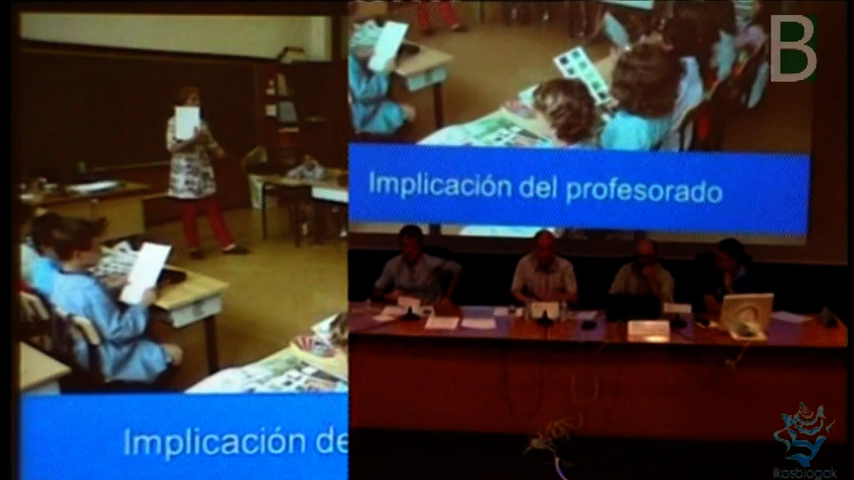 B
Implicación del profesorado
Implicación de
Ikasblogak